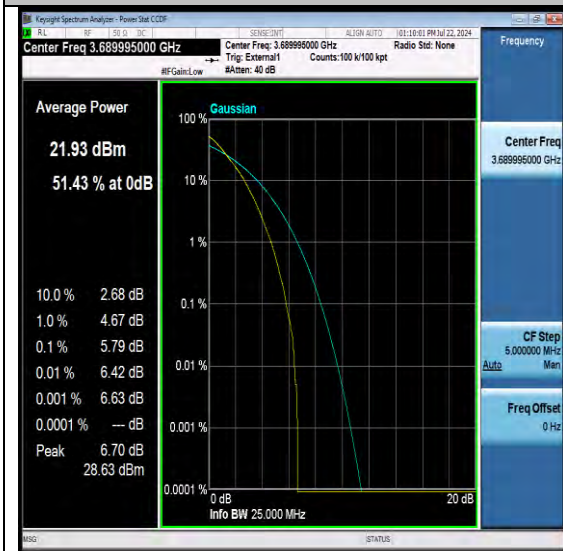 Keysight Spectrum Analyzer - Power Stat CCDF
RL RF 50 Ω DC SENSE:INT ALIGN AUTO 01:10:01 PM Jul 22, 2024
Center Freq 3.689995000 GHz
Center Freq: 3.689995000 GHz
Radio Std: None
Trig: External1 Counts:100 k/100 kpt
#IFGain:Low #Atten: 40 dB
Frequency
Average Power
21.93 dBm
51.43 % at 0dB
10.0 % 2.68 dB
1.0 % 4.67 dB
0.1 % 5.79 dB
0.01 % 6.42 dB
0.001 % 6.63 dB
0.0001 % --- dB
Peak 6.70 dB
28.63 dBm
Gaussian
100 %
10 %
1 %
0.1 %
0.01 %
0.001 %
0.0001 %
0 dB 20 dB
Info BW 25.000 MHz
Center Freq
3.689995000 GHz
CF Step
5.000000 MHz
Auto Man
Freq Offset
0 Hz
MSG STATUS